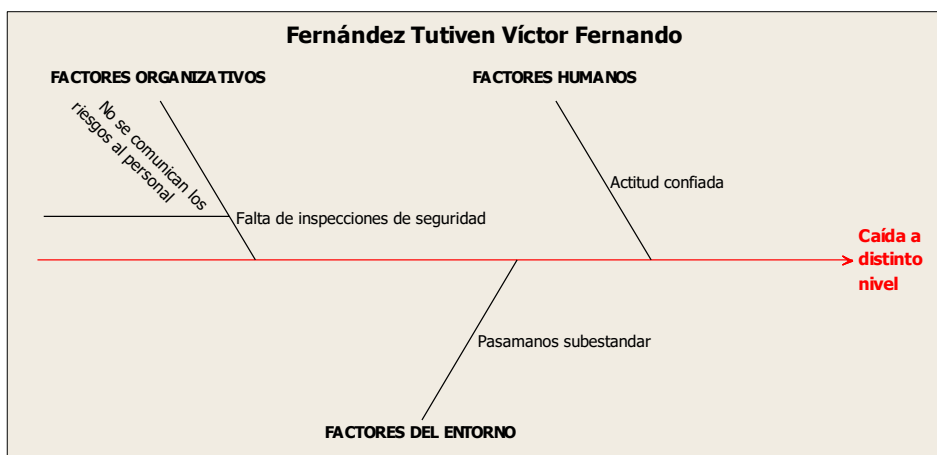 Fernández Tutiven Víctor Fernando
FACTORES ORGANIZATIVOS
FACTORES HUMANOS
No se comunican los
riesgos al personal
Actitud confiada
Falta de inspecciones de seguridad
Caída a
distinto
nivel
Pasamanos subestandar
FACTORES DEL ENTORNO